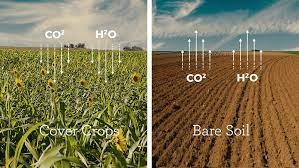 CO² H²O
Cover Crops
CO² H²O
Bare Soil